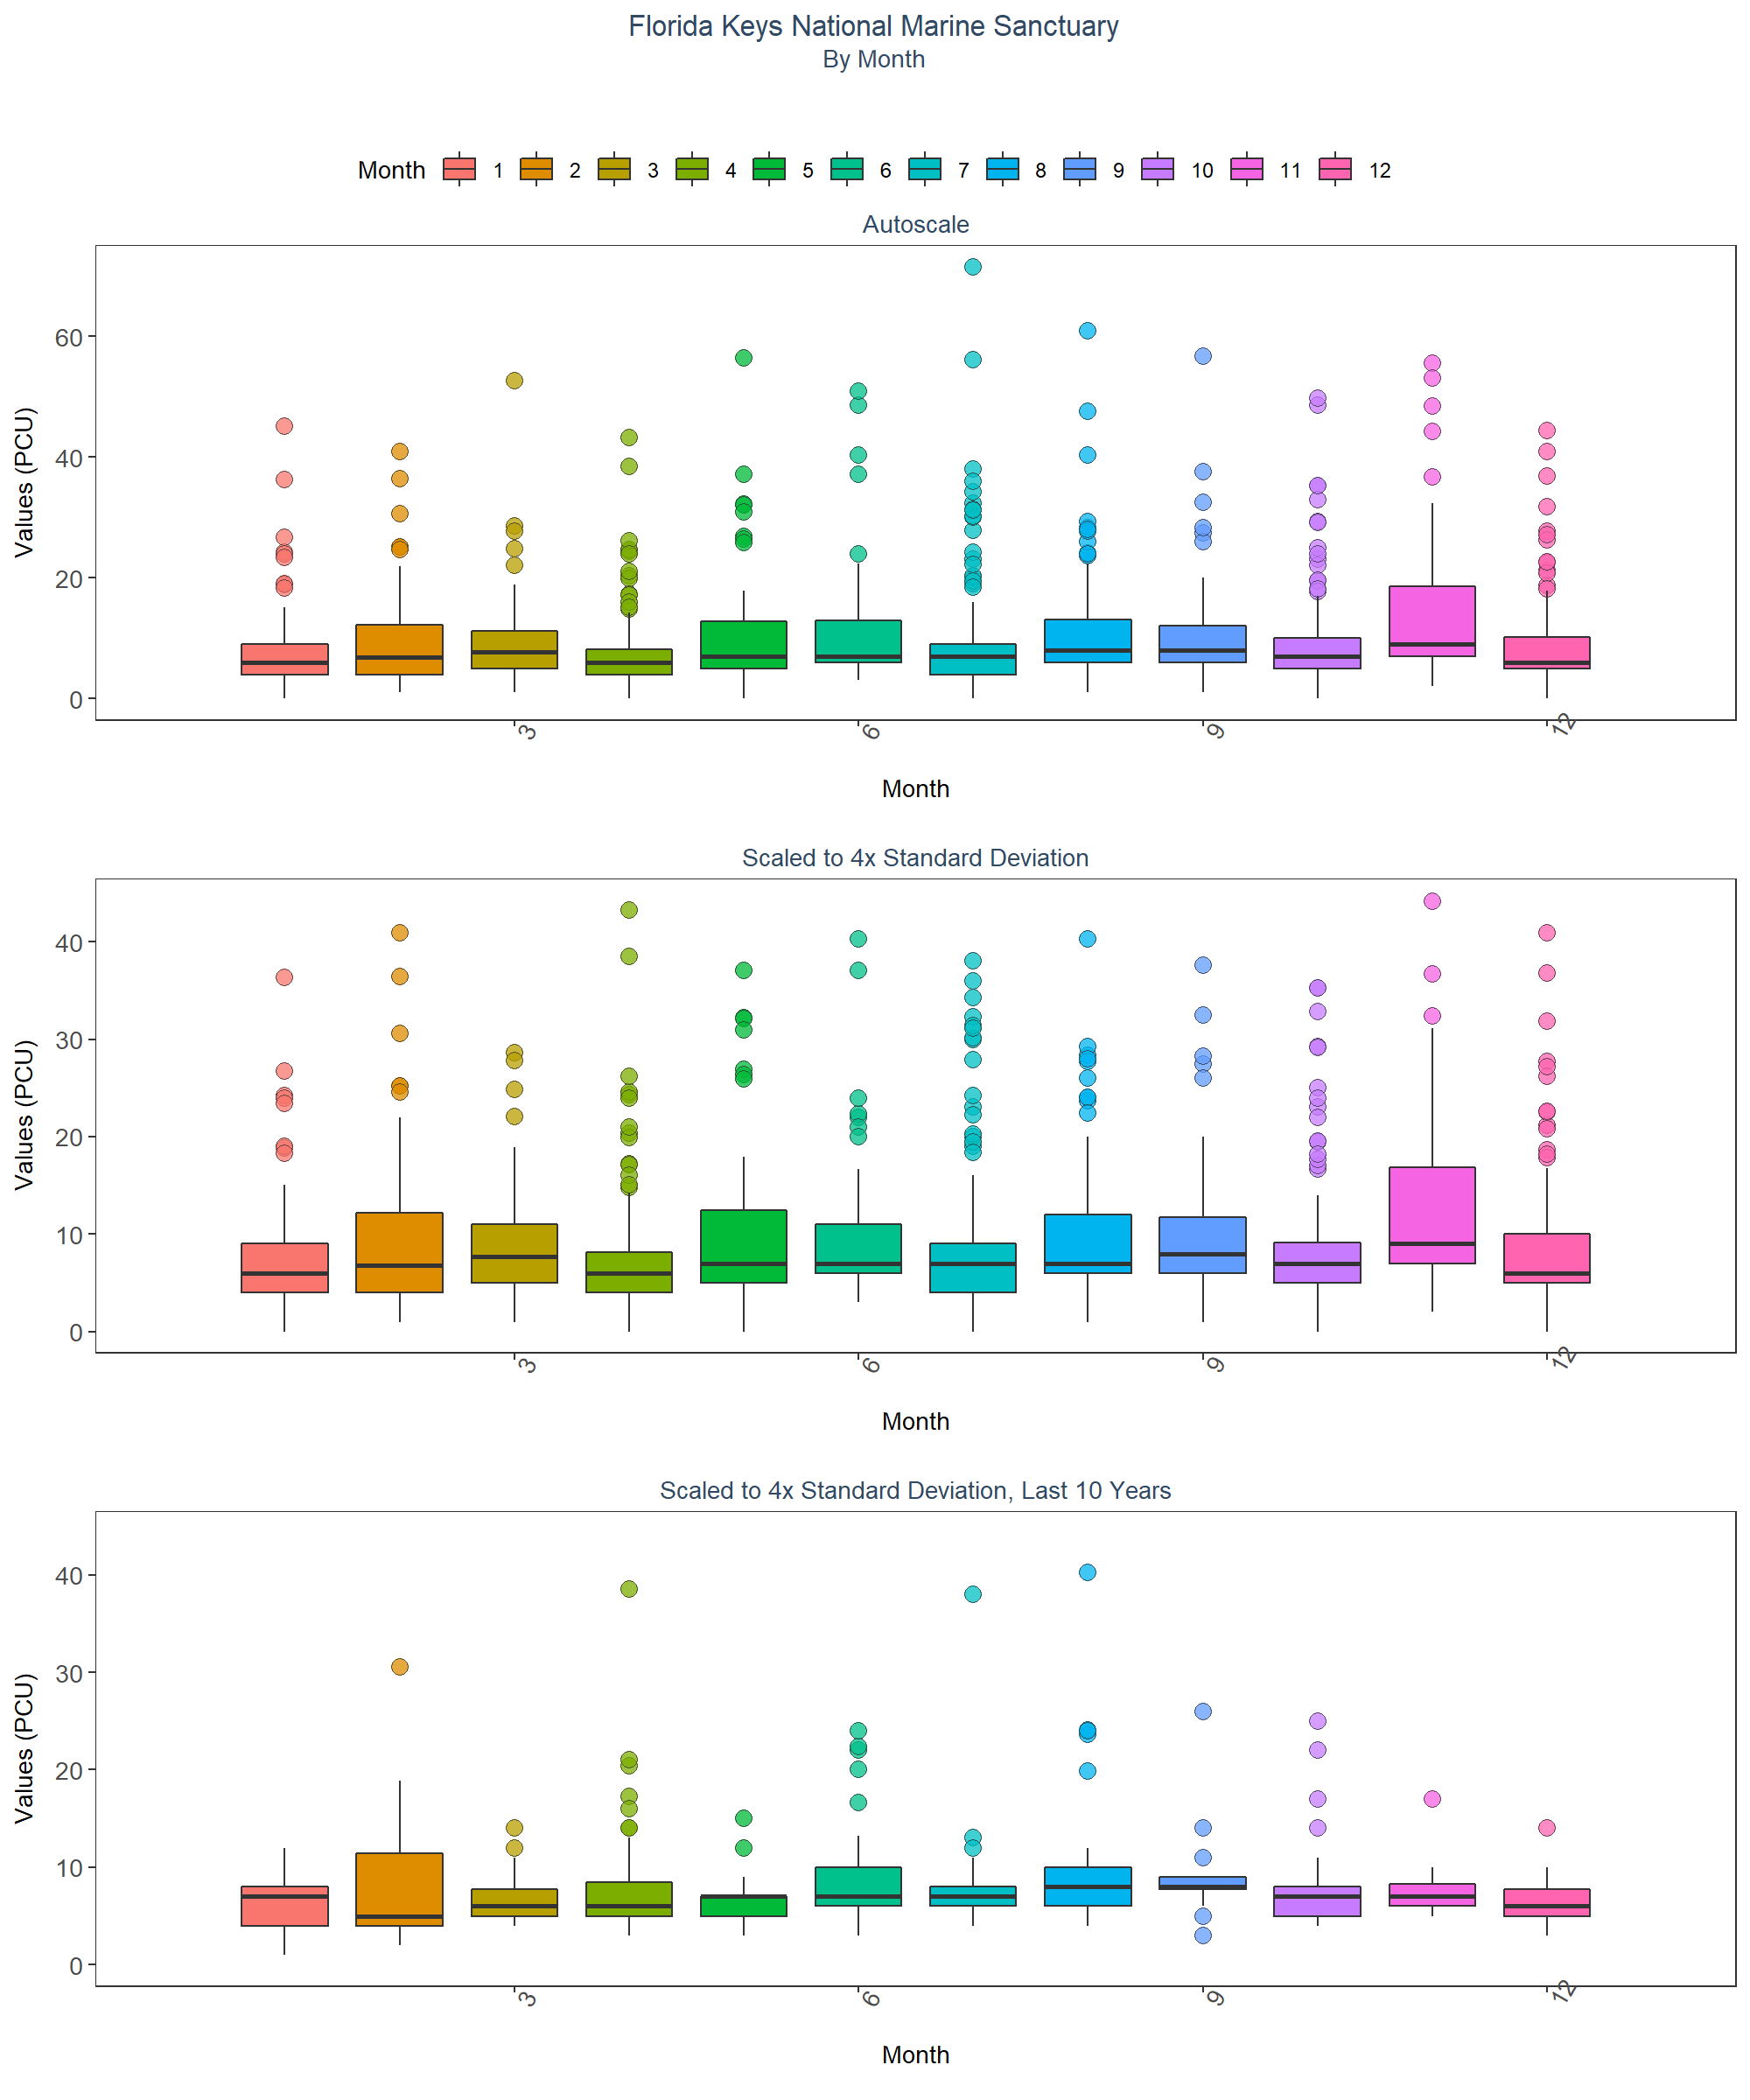 Florida Keys National Marine Sanctuary
By Month
Month 1 2 3 4 5 6 7 8 9 10 11 12
Autoscale
Values (PCU)
60
40
20
0
3 6 9 12
Month
Scaled to 4x Standard Deviation
Values (PCU)
40
30
20
10
0
3 6 9 12
Month
Scaled to 4x Standard Deviation, Last 10 Years
Values (PCU)
40
30
20
10
0
3 6 9 12
Month